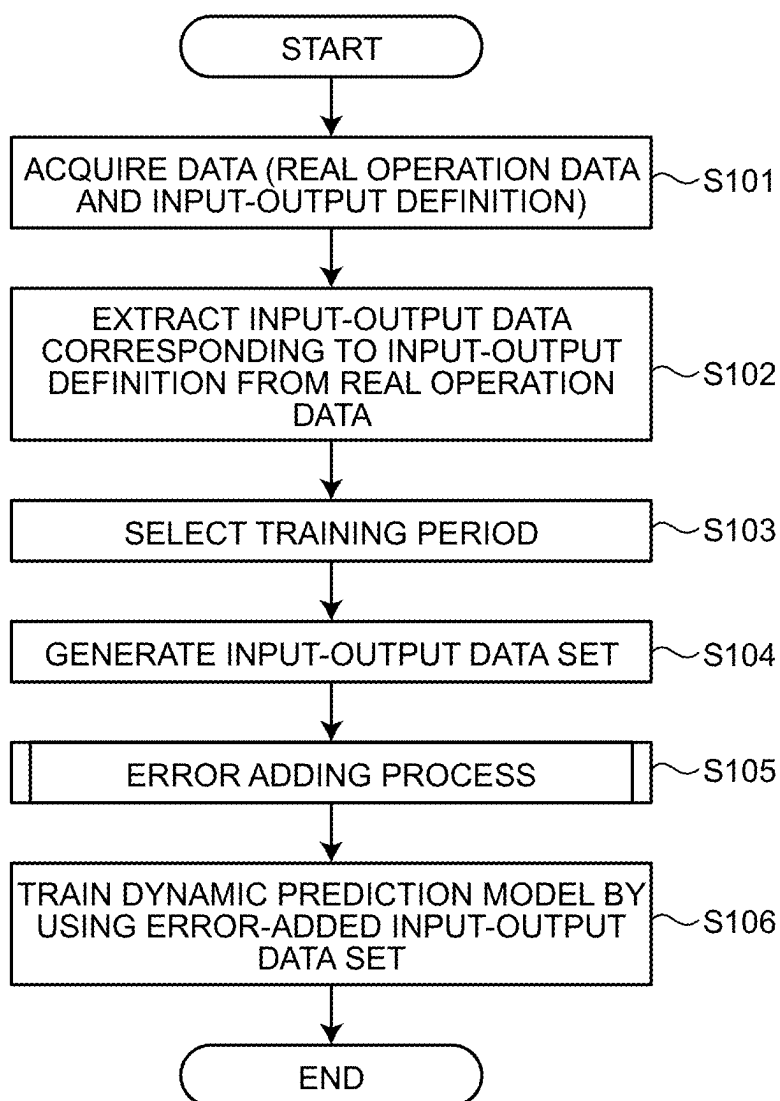 START
ACQUIRE DATA (REAL OPERATION DATA
AND INPUT-OUTPUT DEFINITION)
S101
EXTRACT INPUT-OUTPUT DATA
CORRESPONDING TO INPUT-OUTPUT
DEFINITION FROM REAL OPERATION
DATA
S102
SELECT TRAINING PERIOD
S103
GENERATE INPUT-OUTPUT DATA SET
S104
ERROR ADDING PROCESS
S105
TRAIN DYNAMIC PREDICTION MODEL BY
USING ERROR-ADDED INPUT-OUTPUT
DATA SET
S106
END